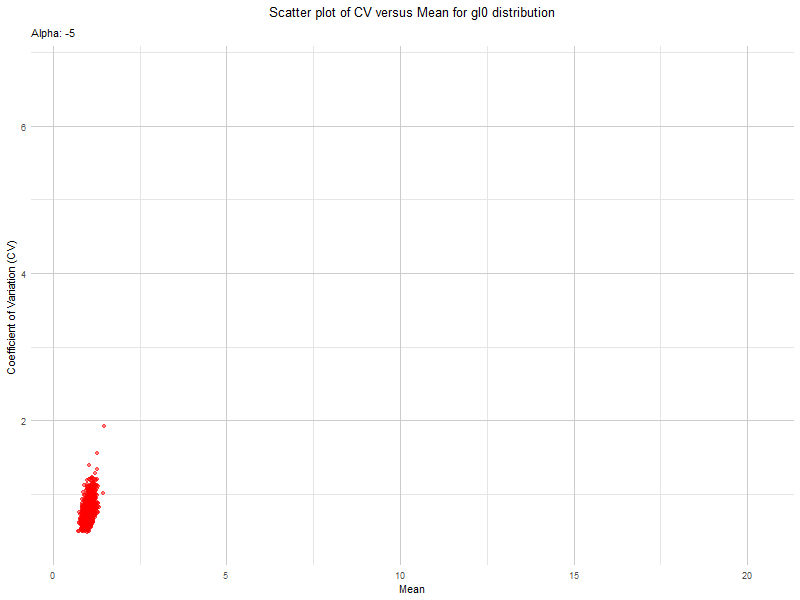 Scatter plot of CV versus Mean for gI0 distribution
Alpha: -5
6
4
2
Coefficient of Variation (CV)
0 5 10 15 20
Mean